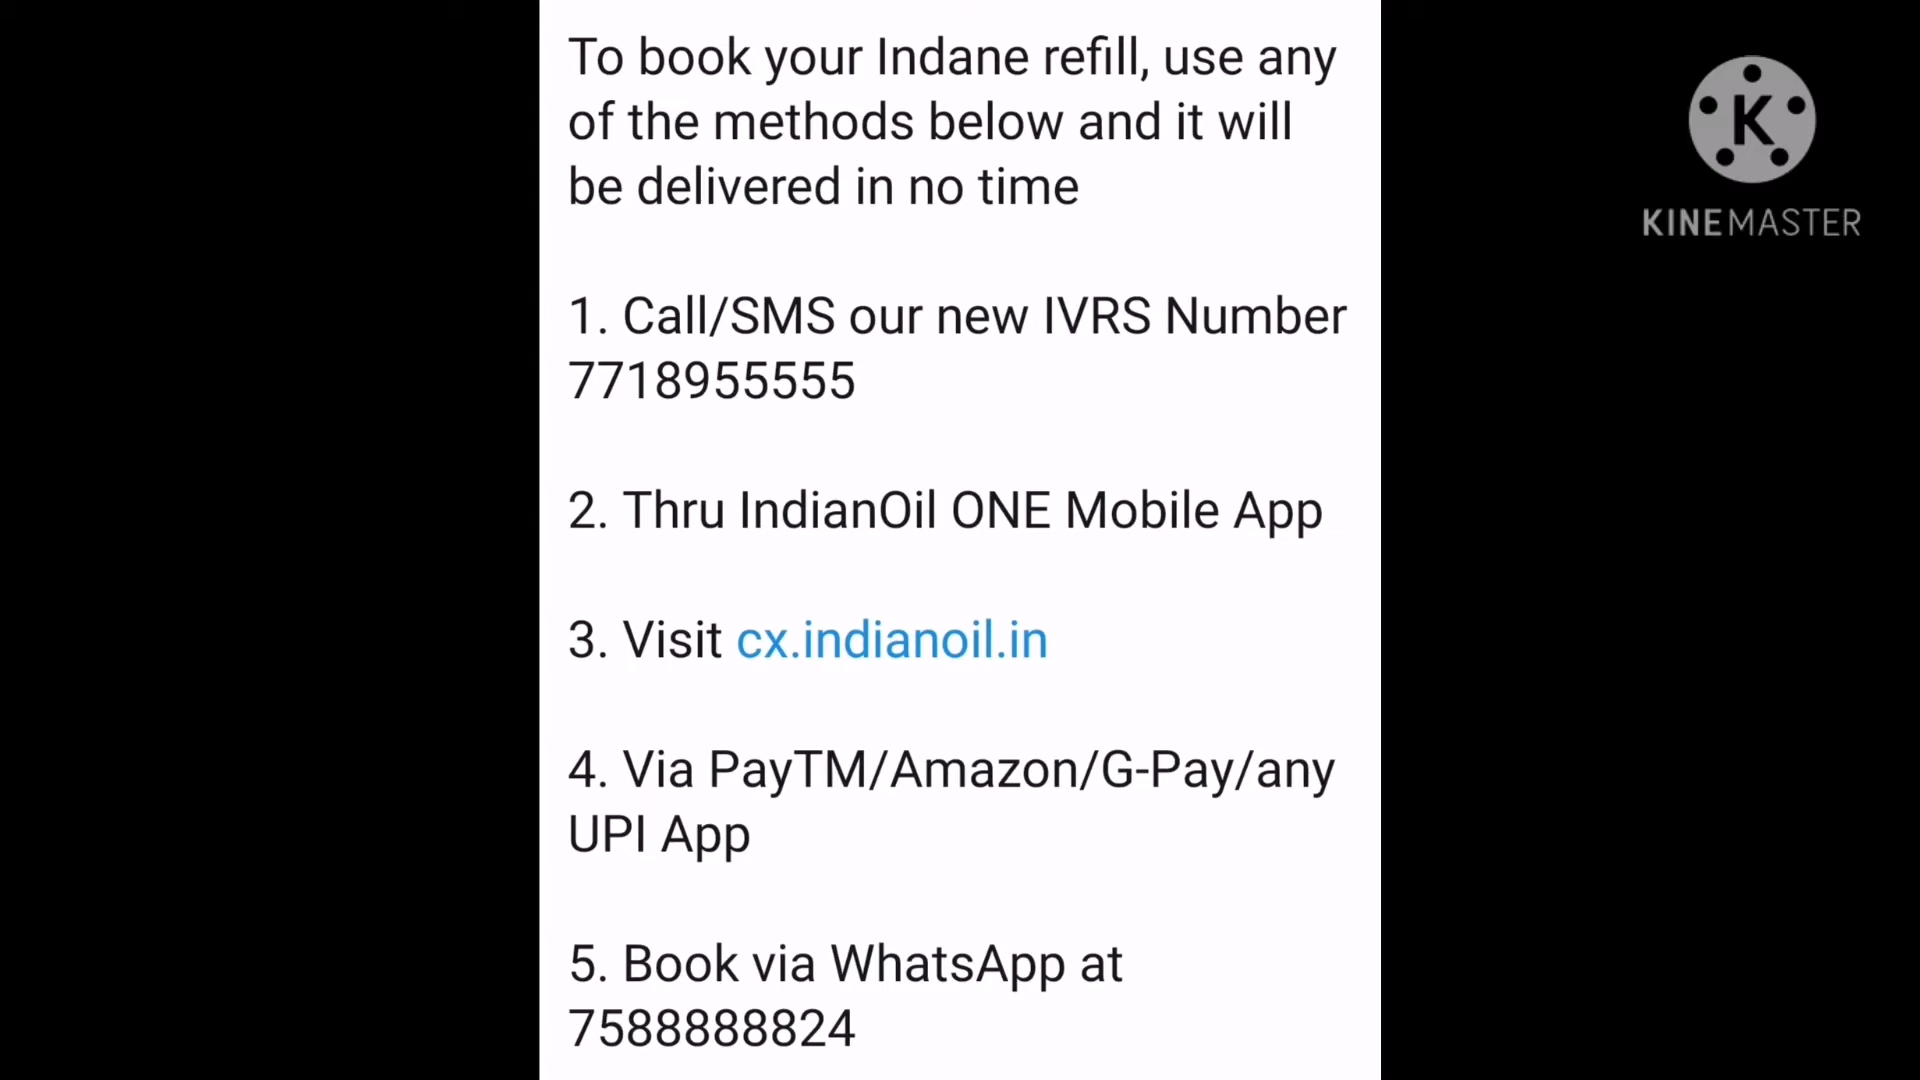 To book your Indane refill, use any
of the methods below and it will
be delivered in no time
1. Call/SMS our new IVRS Number
7718955555
2. Thru IndianOil ONE Mobile App
3. Visit cx.indianoil.in
4. Via PayTM/Amazon/G-Pay/any
UPI App
5. Book via WhatsApp at
7588888824
K
KINEMASTER